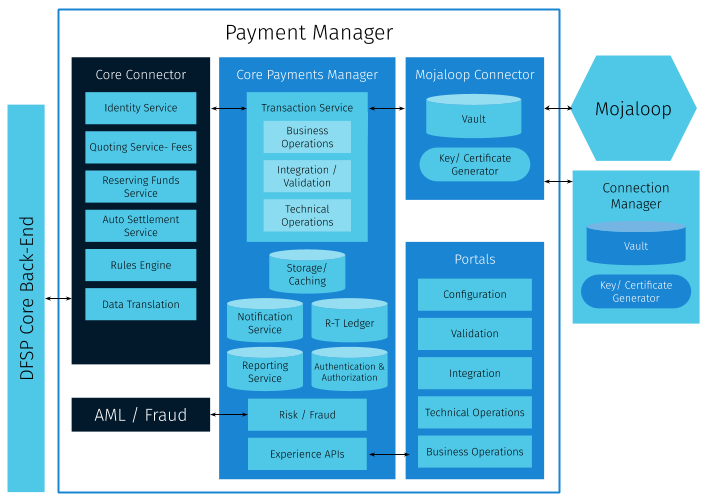 Payment Manager
DFSP Core Back-End
Core Connector
Identity Service
Quoting Service- Fees
Reserving Funds
Service
Auto Settlement
Service
Rules Engine
Data Translation
AML / Fraud
Core Payments Manager
Transaction Service
Business
Operations
Integration /
Validation
Technical
Operations
Storage/
Caching
Notification
Service
R-T Ledger
Reporting
Service
Authentication &
Authorization
Risk / Fraud
Experience APIs
Mojaloop Connector
Vault
Key/ Certificate
Generator
Portals
Configuration
Validation
Integration
Technical Operations
Business Operations
Mojaloop
Connection
Manager
Vault
Key/ Certificate
Generator